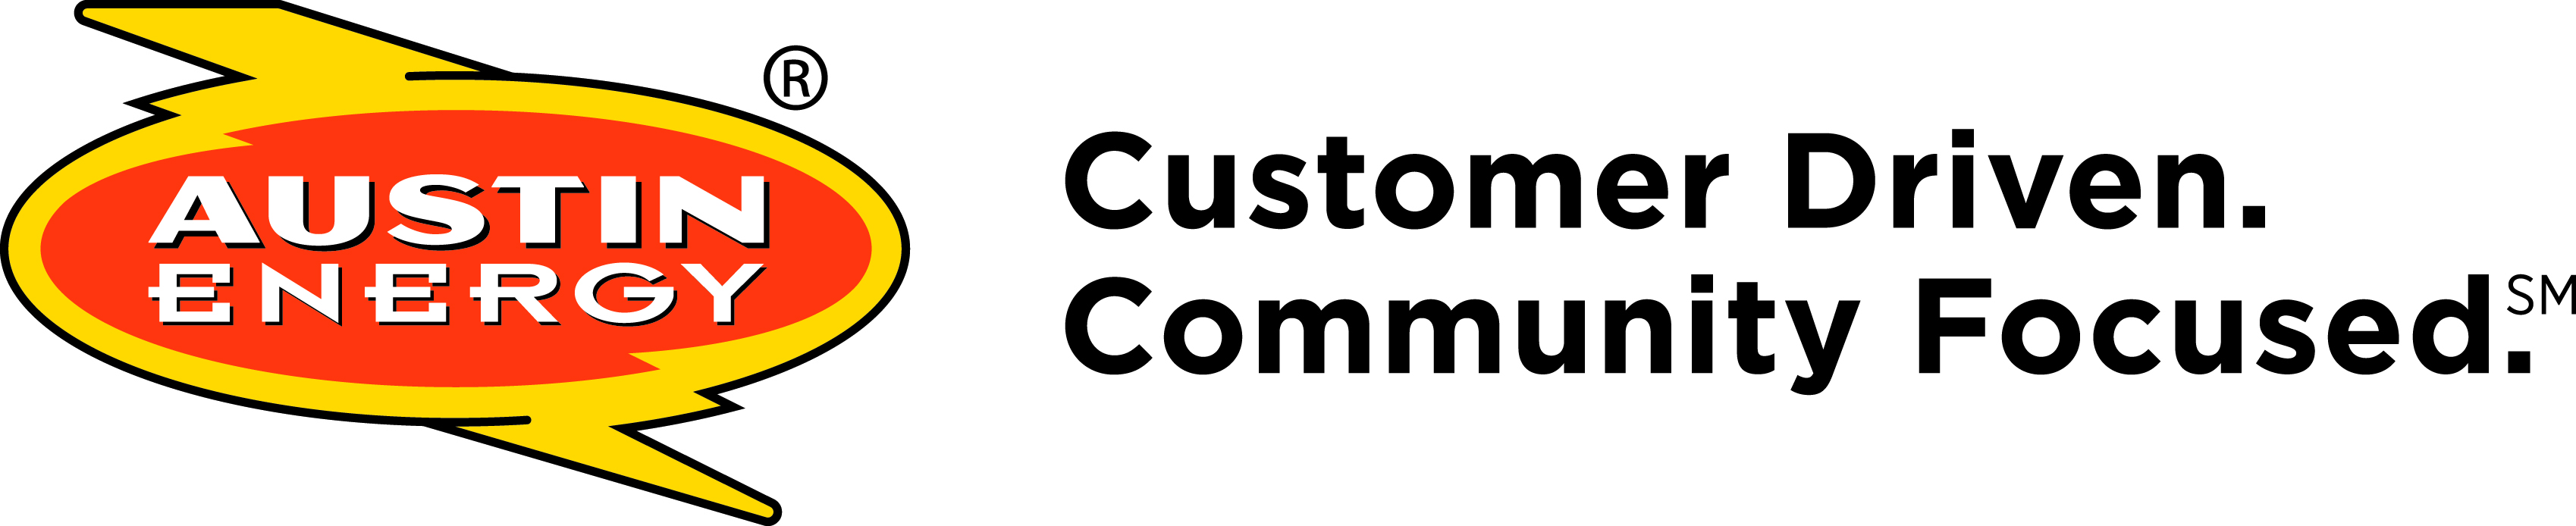 AUSTIN
ENERGY
®
Customer Driven.
Community Focused.℠